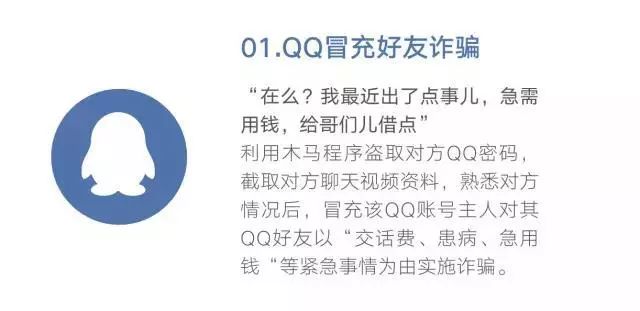 01.QQ冒充好友诈骗
“在么？我最近出了点事儿，急需
用钱，给哥们儿借点”
利用木马程序盗取对方QQ密码，
截取对方聊天视频资料，熟悉对方
情况后，冒充该QQ账号主人对其
QQ好友以“交话费、患病、急用
钱“等紧急事情为由实施诈骗。